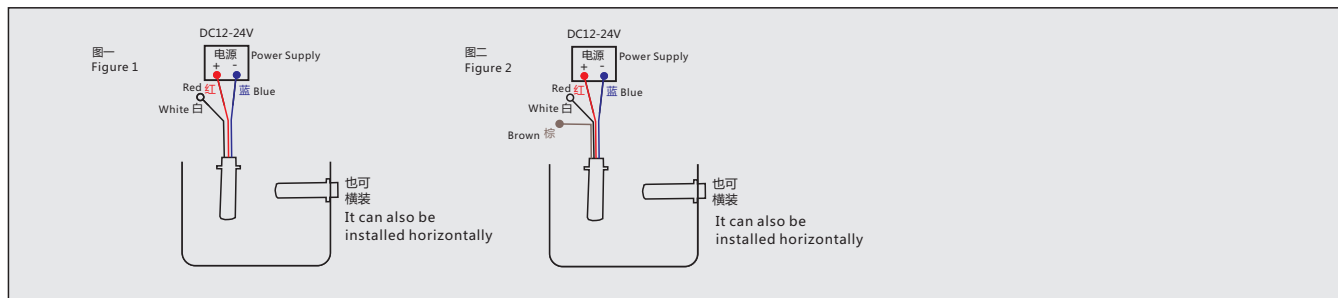 图一
Figure 1
DC12-24V
电源
Power Supply
+ -
Red 红
蓝 Blue
White 白
也可
横装
It can also be
installed horizontally
图二
Figure 2
DC12-24V
电源
Power Supply
+ -
Red 红
蓝 Blue
White 白
Brown 棕
也可
横装
It can also be
installed horizontally